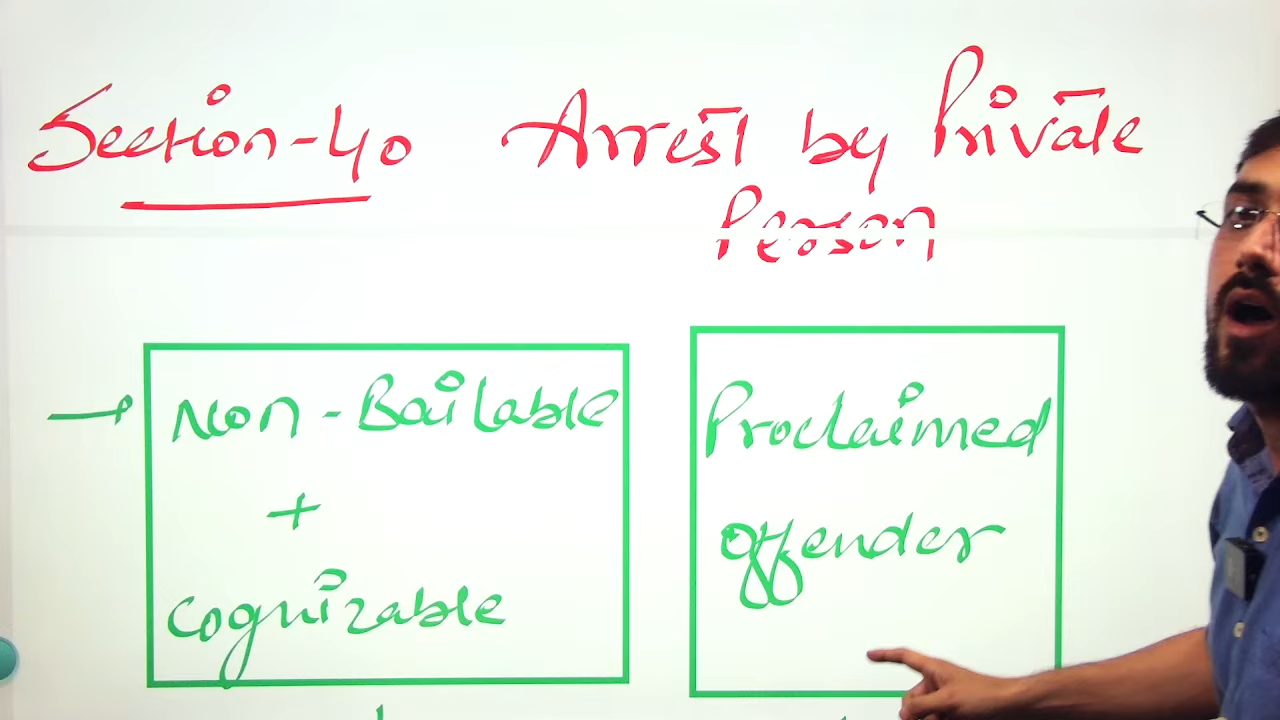 Section-40 Arrest by Private
Person
→ Non-Bailable
+
Cognizable
Proclaimed
offender